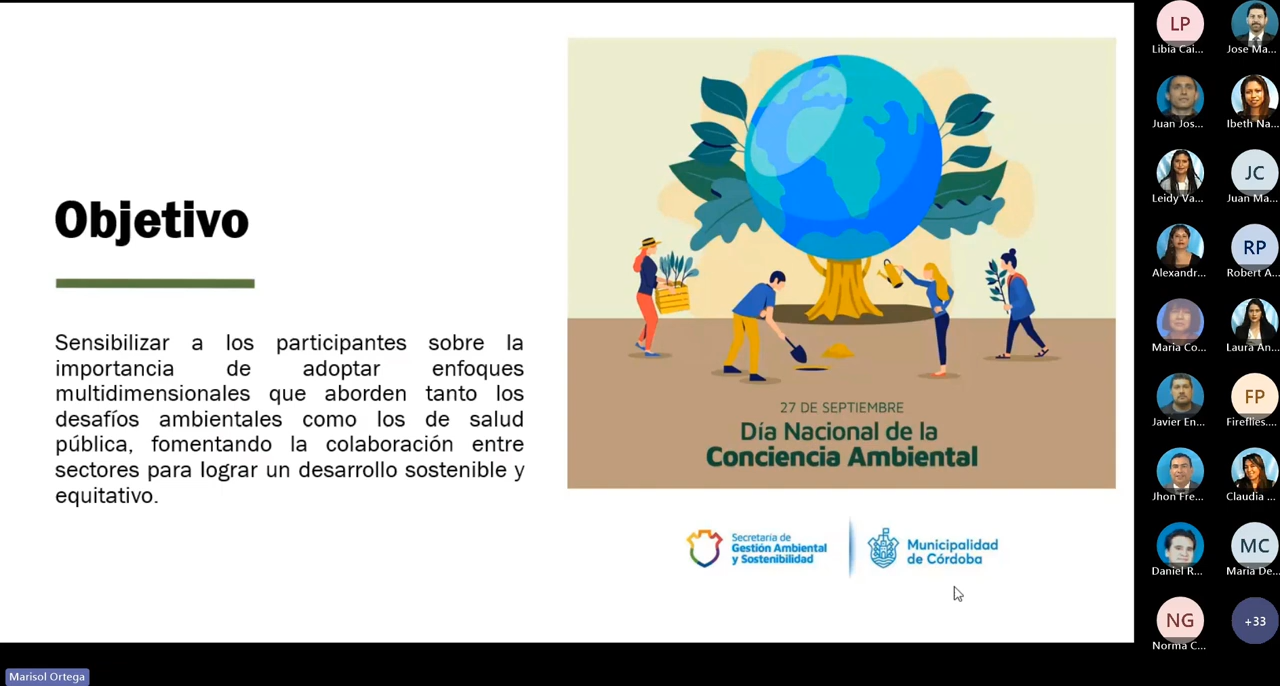 Objetivo
Sensibilizar a los participantes sobre la
importancia de adoptar enfoques
multidimensionales que aborden tanto los
desafíos ambientales como los de salud
pública, fomentando la colaboración entre
sectores para lograr un desarrollo sostenible y
equitativo.
27 DE SEPTIEMBRE
Día Nacional de la
Conciencia Ambiental
Secretaría de
Gestión Ambiental
y Sostenibilidad
Municipalidad
de Córdoba
LP
Libia Cai...
Jose Ma...
Juan Jos...
Ibeth Na...
Leidy Va...
JC
Juan Ma...
Alexandr...
RP
Robert A...
Maria Co...
Laura An...
Javier En...
FP
Fireflies....
Jhon Fre...
Claudia ...
Daniel R...
MC
Maria De...
NG
Norma C...
+33
Marisol Ortega